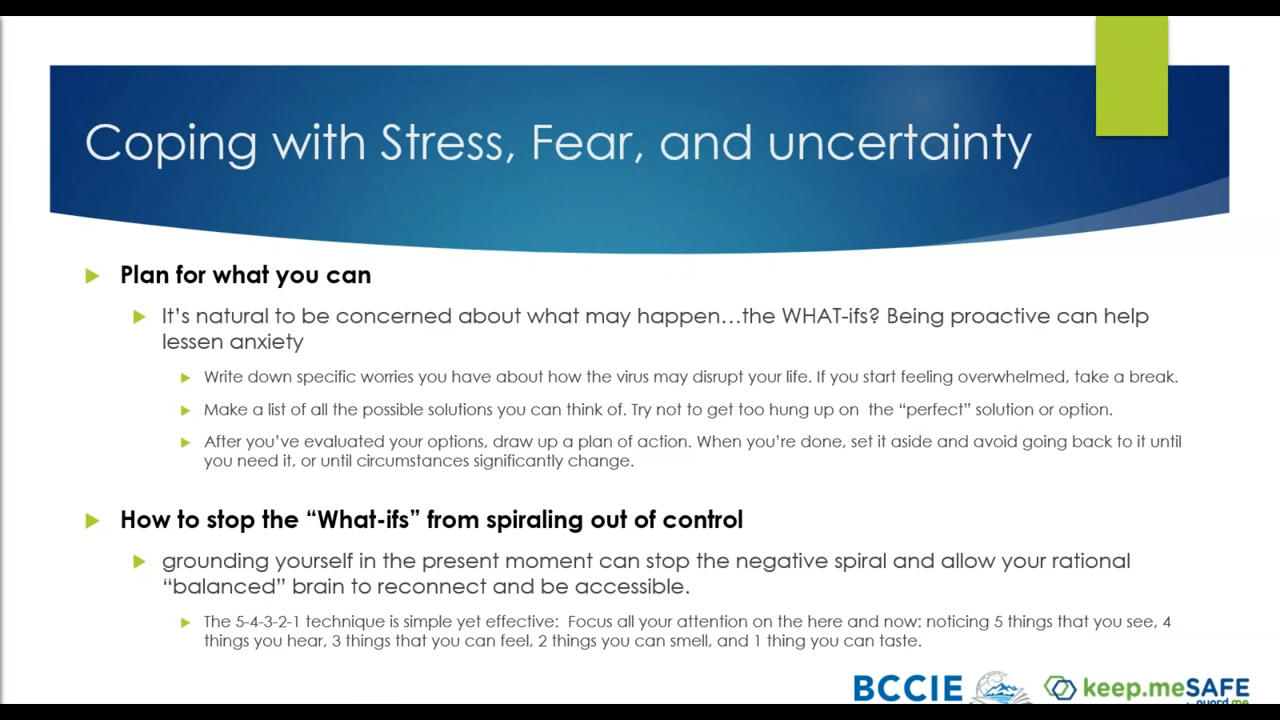 Coping with Stress, Fear, and uncertainty
Plan for what you can
It's natural to be concerned about what may happen…the WHAT-ifs? Being proactive can help
lessen anxiety
Write down specific worries you have about how the virus may disrupt your life. If you start feeling overwhelmed, take a break.
Make a list of all the possible solutions you can think of. Try not to get too hung up on  the “perfect” solution or option.
After you've evaluated your options, draw up a plan of action. When you're done, set it aside and avoid going back to it until
you need it, or until circumstances significantly change.
How to stop the “What-ifs” from spiraling out of control
grounding yourself in the present moment can stop the negative spiral and allow your rational
“balanced” brain to reconnect and be accessible.
The 5-4-3-2-1 technique is simple yet effective:  Focus all your attention on the here and now: noticing 5 things that you see, 4
things you hear, 3 things that you can feel, 2 things you can smell, and 1 thing you can taste.
BCCIE keep.meSAFE
guard.me